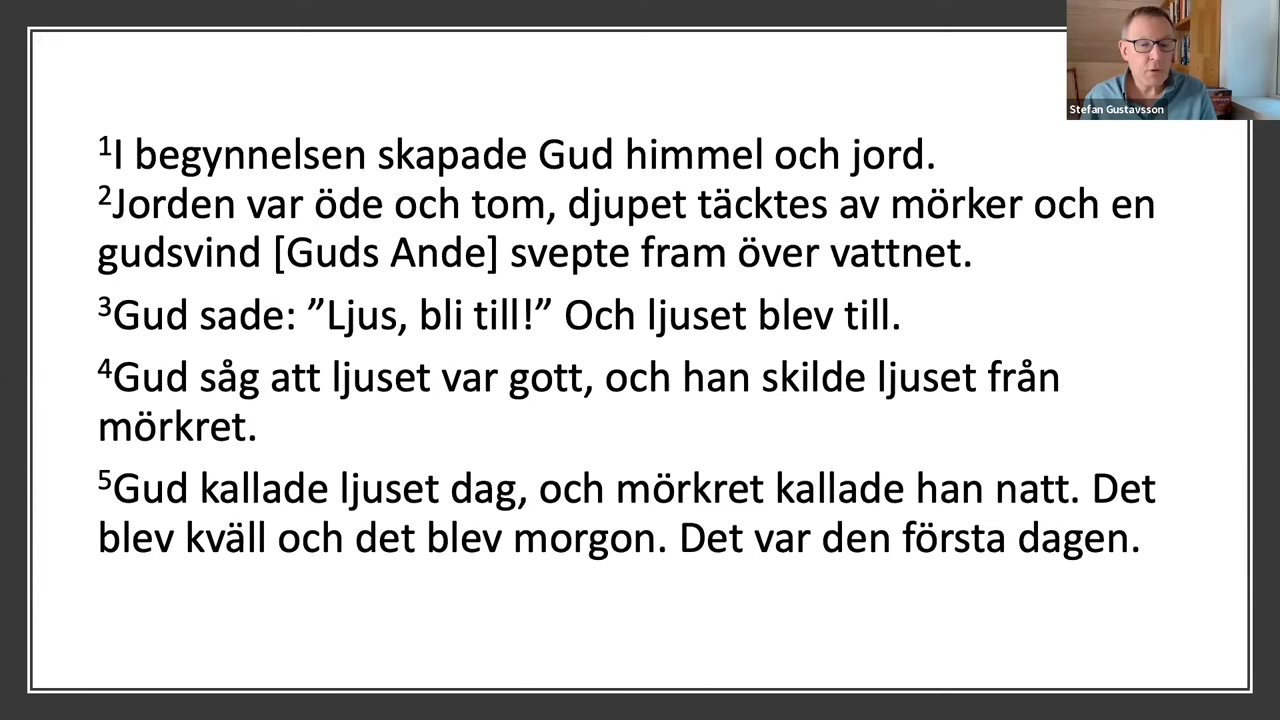 Stefan Gustavsson
¹I begynnelsen skapade Gud himmel och jord.
²Jorden var öde och tom, djupet täcktes av mörker och en
gudsvind [Guds Ande] svepte fram över vattnet.
³Gud sade: ”Ljus, bli till!” Och ljuset blev till.
⁴Gud såg att ljuset var gott, och han skilde ljuset från
mörkret.
⁵Gud kallade ljuset dag, och mörkret kallade han natt. Det
blev kväll och det blev morgon. Det var den första dagen.